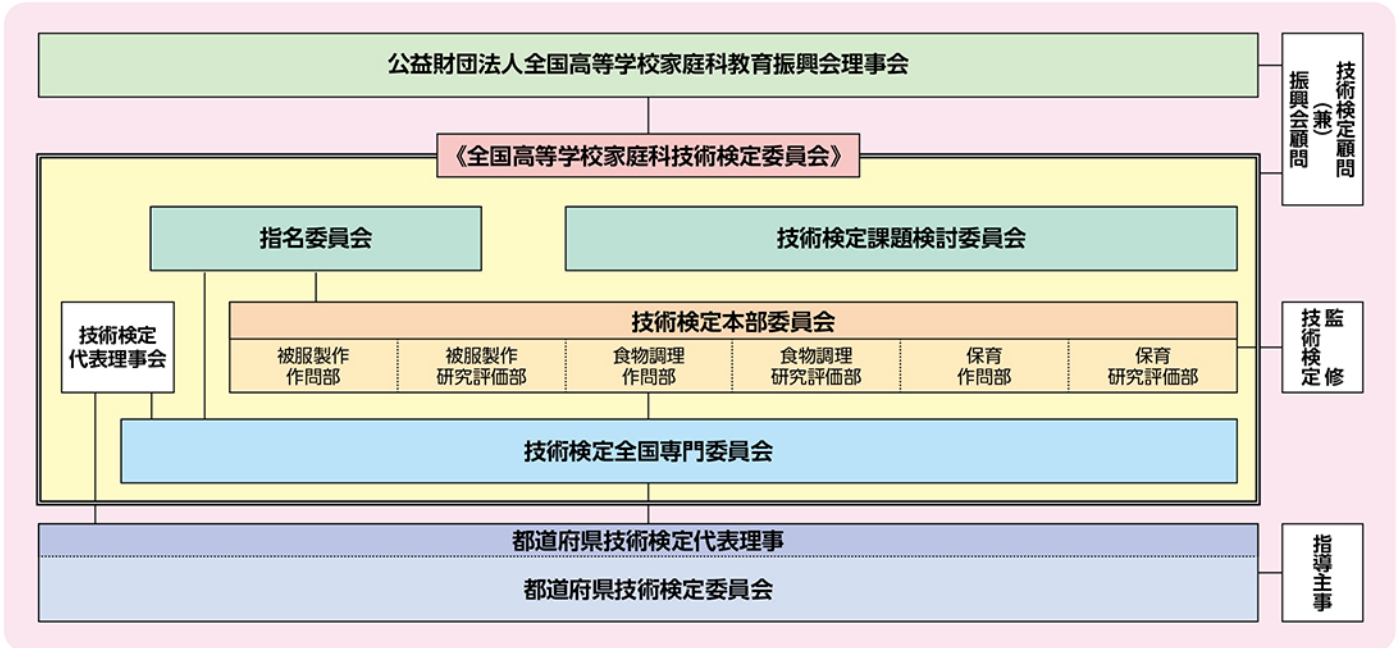 公益財団法人全国高等学校家庭科教育振興会理事会
技術検定顧問
（兼）
振興会顧問
《全国高等学校家庭科技術検定委員会》
指名委員会
技術検定課題検討委員会
技術検定
代表理事会
技術検定本部委員会
被服製作
作問部
被服製作
研究評価部
食物調理
作問部
食物調理
研究評価部
保育
作問部
保育
研究評価部
監修
技術検定
技術検定全国専門委員会
都道府県技術検定代表理事
都道府県技術検定委員会
指導主事